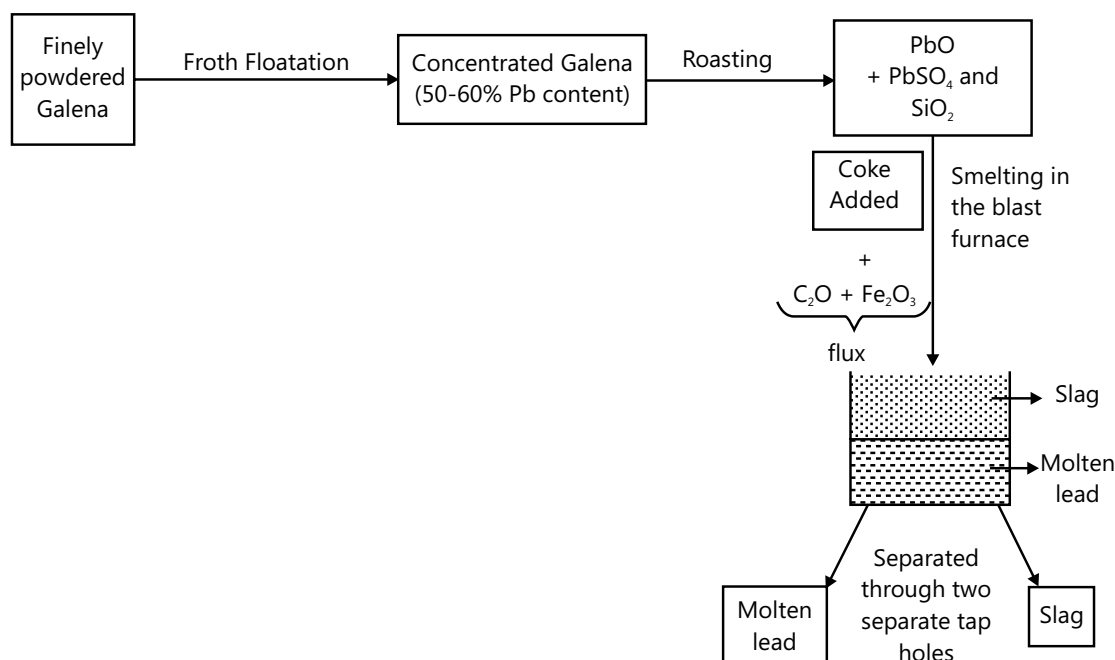 Finely
powdered
Galena
Froth Floatation
Concentrated Galena
(50-60% Pb content)
Roasting
PbO
+ PbSO₄ and
SiO₂
Coke
Added
Smelting in
the blast
furnace
+
C₂O + Fe₂O₃
flux
Slag
Molten
lead
Separated
through two
separate tap
holes
Molten
lead
Slag